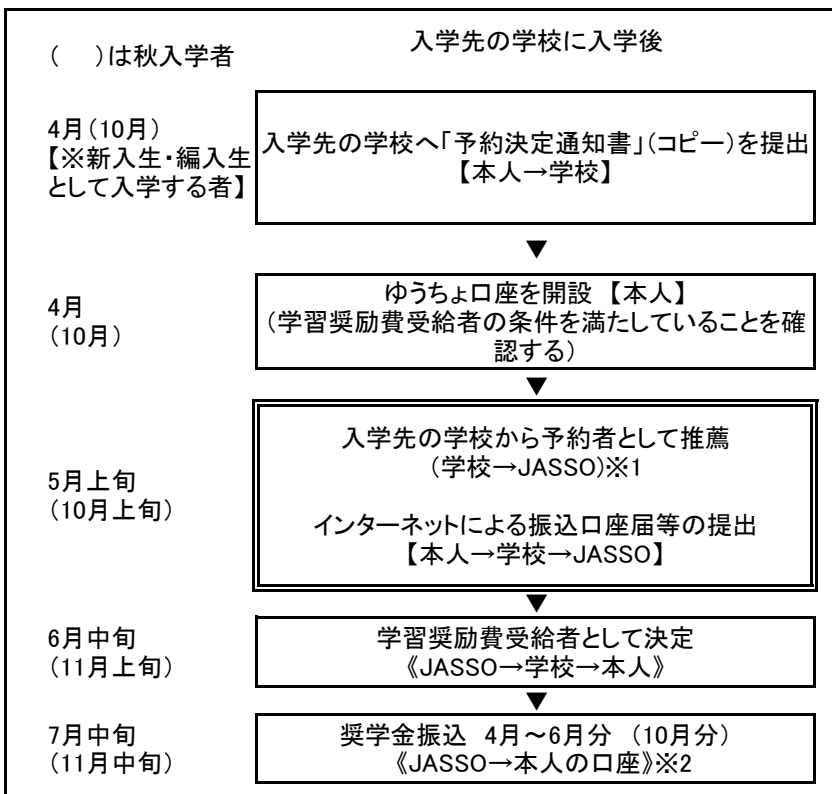 ( )は秋入学者
入学先の学校に入学後
4月(10月)
【※新入生・編入生
として入学する者】
入学先の学校へ「予約決定通知書」(コピー)を提出
【本人→学校】
▼
4月
(10月)
ゆうちょ口座を開設 【本人】
(学習奨励費受給者の条件を満たしていることを確
認する)
▼
5月上旬
(10月上旬)
入学先の学校から予約者として推薦
(学校→JASSO)※1
インターネットによる振込口座届等の提出
【本人→学校→JASSO】
▼
6月中旬
(11月上旬)
学習奨励費受給者として決定
《JASSO→学校→本人》
▼
7月中旬
(11月中旬)
奨学金振込 4月～6月分 (10月分)
《JASSO→本人の口座》※2